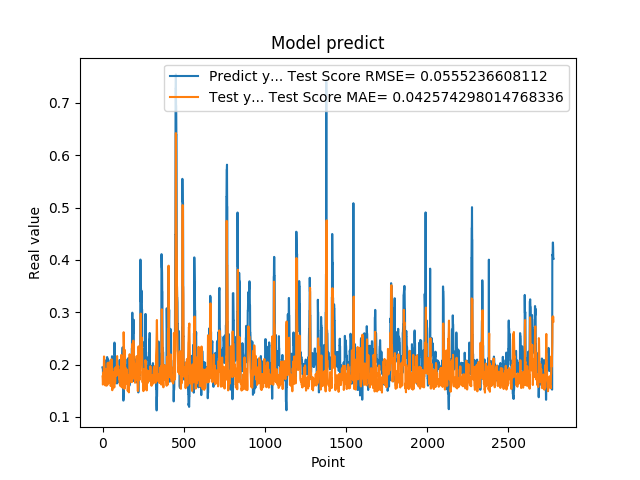 Model predict
Predict y... Test Score RMSE= 0.0555236608112
Test y... Test Score MAE= 0.042574298014768336
0.7
0.6
0.5
0.4
0.3
0.2
0.1
Real value
0 500 1000 1500 2000 2500
Point